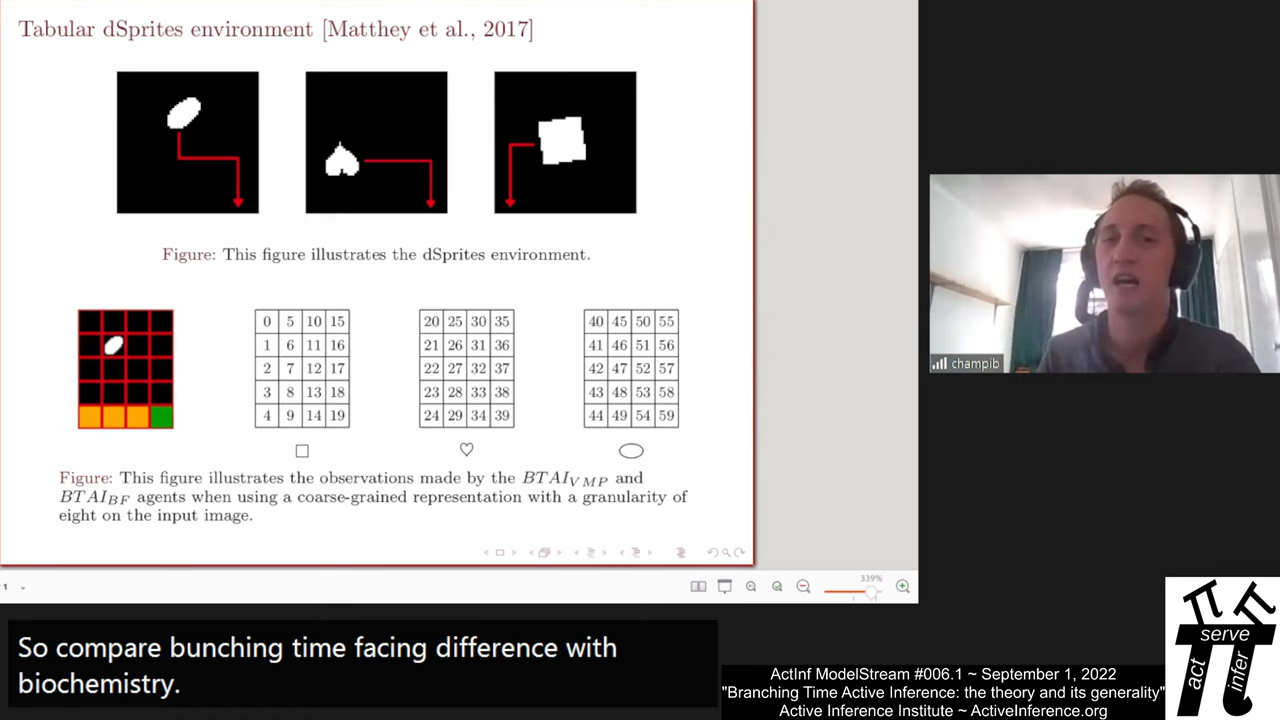 Tabular dSprites environment [Matthey et al., 2017]
Figure: This figure illustrates the dSprites environment.
0 5 10 15
1 6 11 16
2 7 12 17
3 8 13 18
4 9 14 19
20 25 30 35
21 26 31 36
22 27 32 37
23 28 33 38
24 29 34 39
40 45 50 55
41 46 51 56
42 47 52 57
43 48 53 58
44 49 54 59
Figure: This figure illustrates the observations made by the BTAI_VMP and
BTAI_BF agents when using a coarse-grained representation with a granularity of
eight on the input image.
1
339%
champib
So compare bunching time facing difference with
biochemistry.
ActInf ModelStream #006.1 ~ September 1, 2022
"Branching Time Active Inference: the theory and its generality"
Active Inference Institute ~ ActiveInference.org
π π
π
serve
act
infer